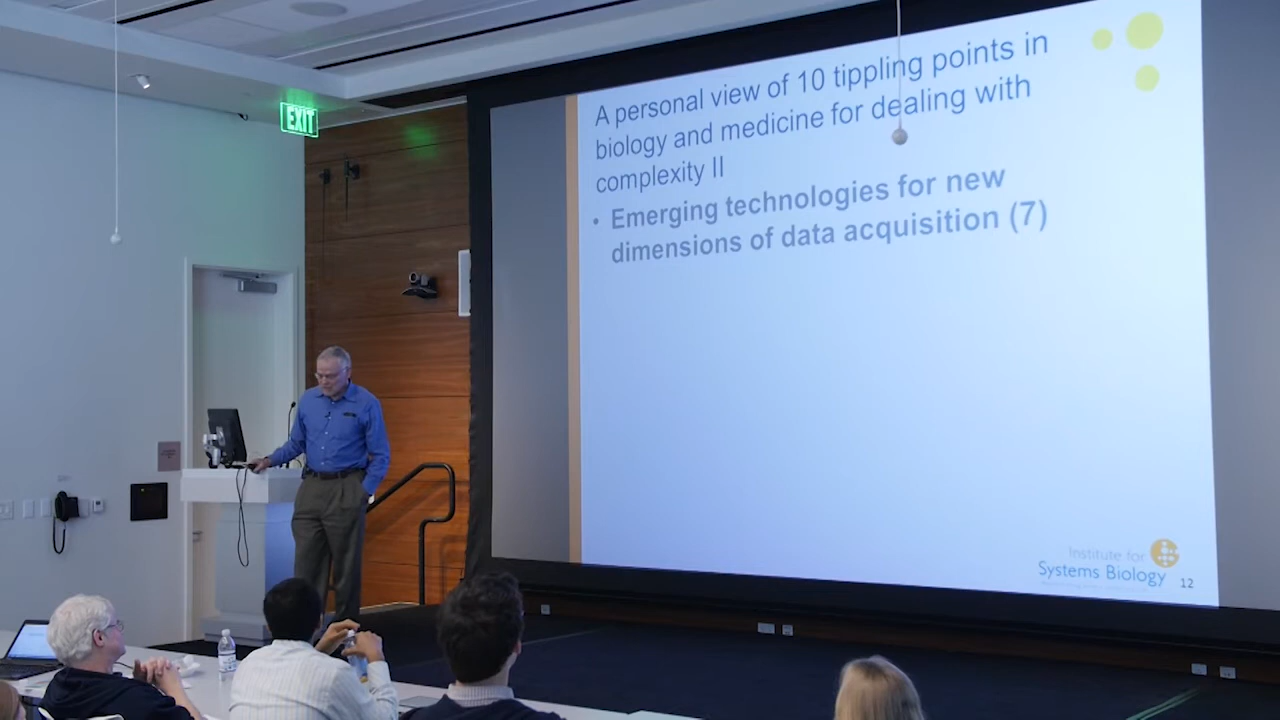 EXIT
A personal view of 10 tippling points in
biology and medicine for dealing with
complexity II
• Emerging technologies for new
dimensions of data acquisition (7)
Institute for
Systems Biology
12